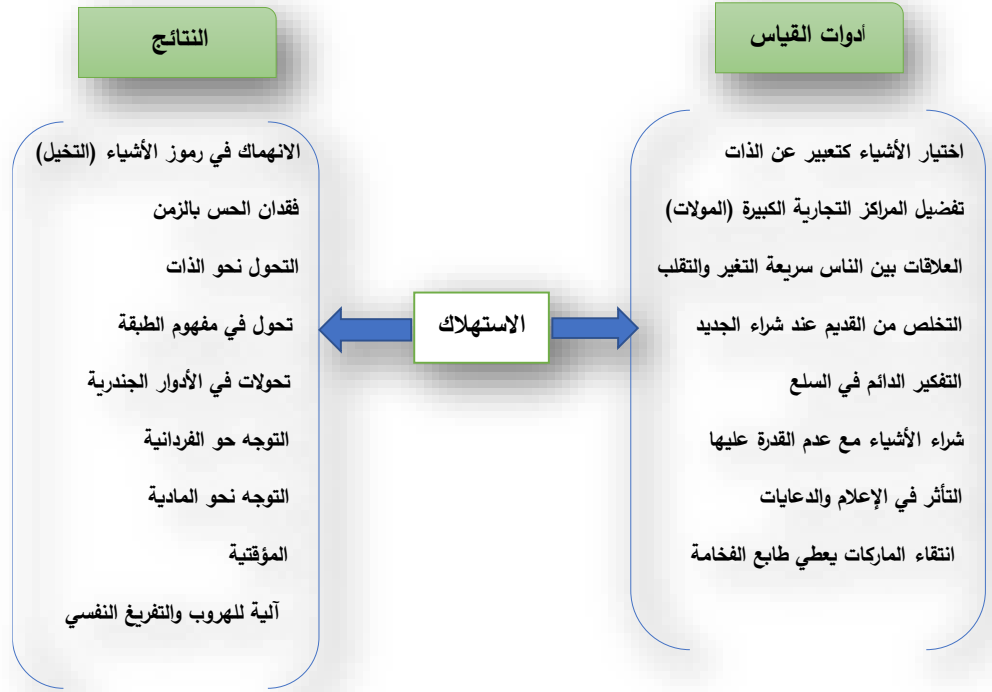 أدوات القياس
اختيار الأشياء كتعبير عن الذات
تفضيل المراكز التجارية الكبيرة (المولات)
العلاقات بين الناس سريعة التغير والتقلب
التخلص من القديم عند شراء الجديد
التفكير الدائم في السلع
شراء الأشياء مع عدم القدرة عليها
التأثر في الإعلام والدعايات
انتقاء الماركات يعطي طابع الفخامة
الاستهلاك
النتائج
الانهماك في رموز الأشياء (التخيل)
فقدان الحس بالزمن
التحول نحو الذات
تحول في مفهوم الطبقة
تحولات في الأدوار الجندرية
التوجه حو الفردانية
التوجه نحو المادية
المؤقتية
آلية للهروب والتفريغ النفسي